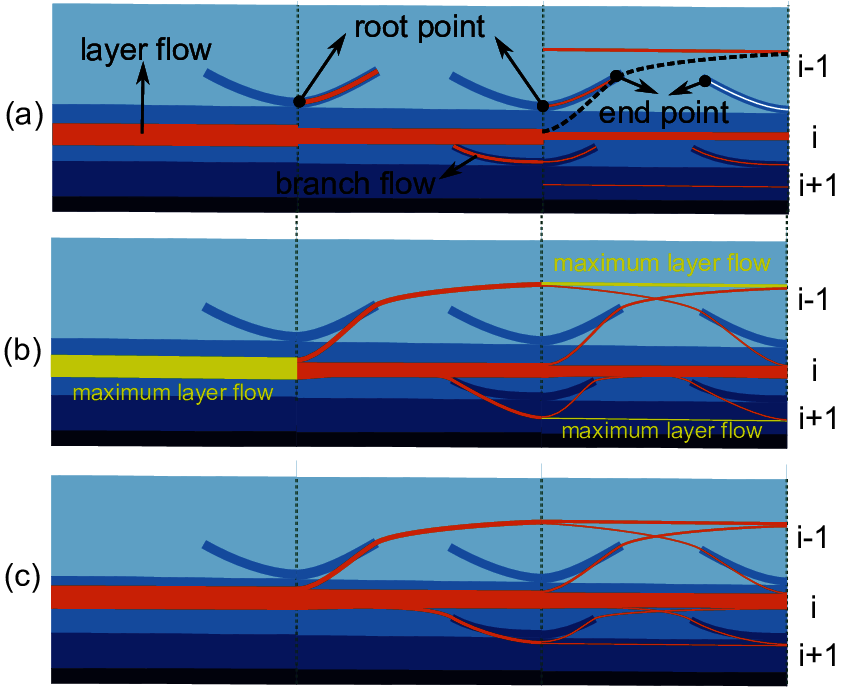 root point
layer flow
i-1
(a)
end point
i
branch flow
i+1
maximum layer flow
i-1
(b)
i
maximum layer flow
i+1
maximum layer flow
i-1
(c)
i
i+1